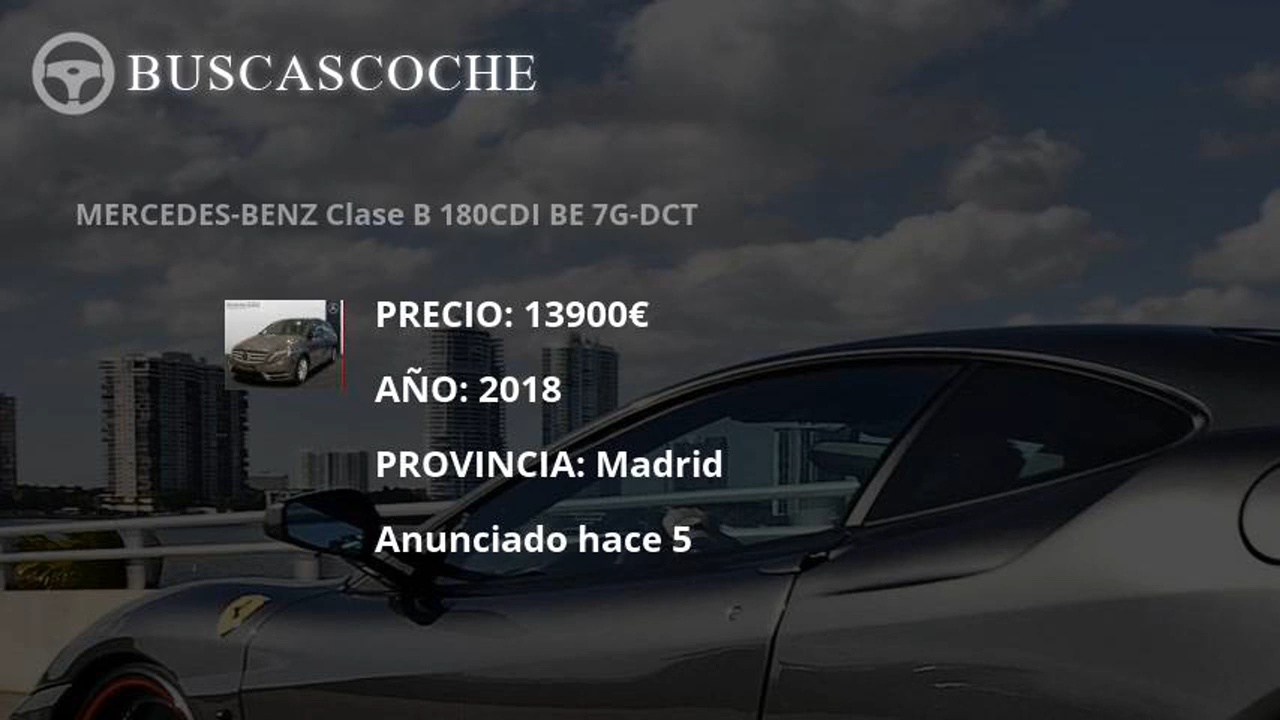 BUSCASCOCHE
MERCEDES-BENZ Clase B 180CDI BE 7G-DCT
PRECIO: 13900€
AÑO: 2018
PROVINCIA: Madrid
Anunciado hace 5